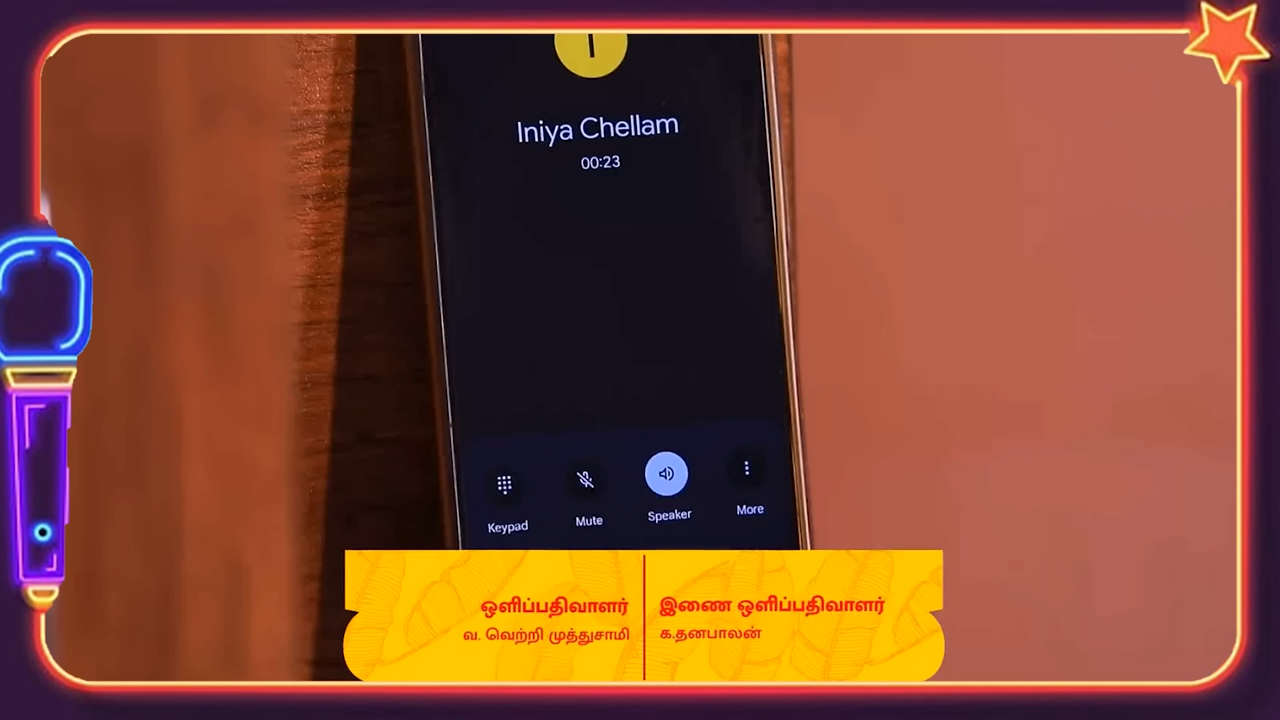 Iniya Chellam
00:23
Keypad
Mute
Speaker
More
ஒளிப்பதிவாளர்
வ. வெற்றி முத்துசாமி
இணை ஒளிப்பதிவாளர்
க.தனபாலன்